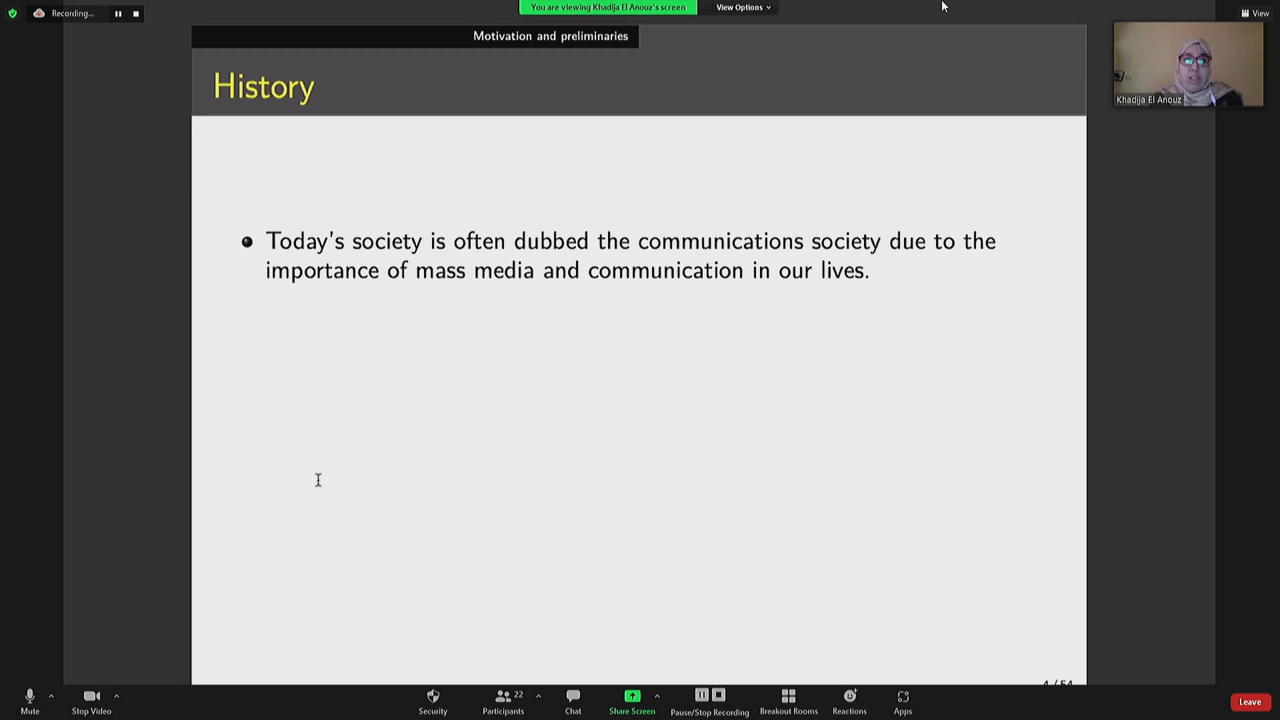 Recording...
You are viewing Khadija El Anouz's screen
View Options
View
Motivation and preliminaries
History
Khadija El Anouz
Today's society is often dubbed the communications society due to the
importance of mass media and communication in our lives.
4 / 54
Mute
Stop Video
Security
Participants
22
Chat
Share Screen
Pause/Stop Recording
Breakout Rooms
Reactions
Apps
Leave